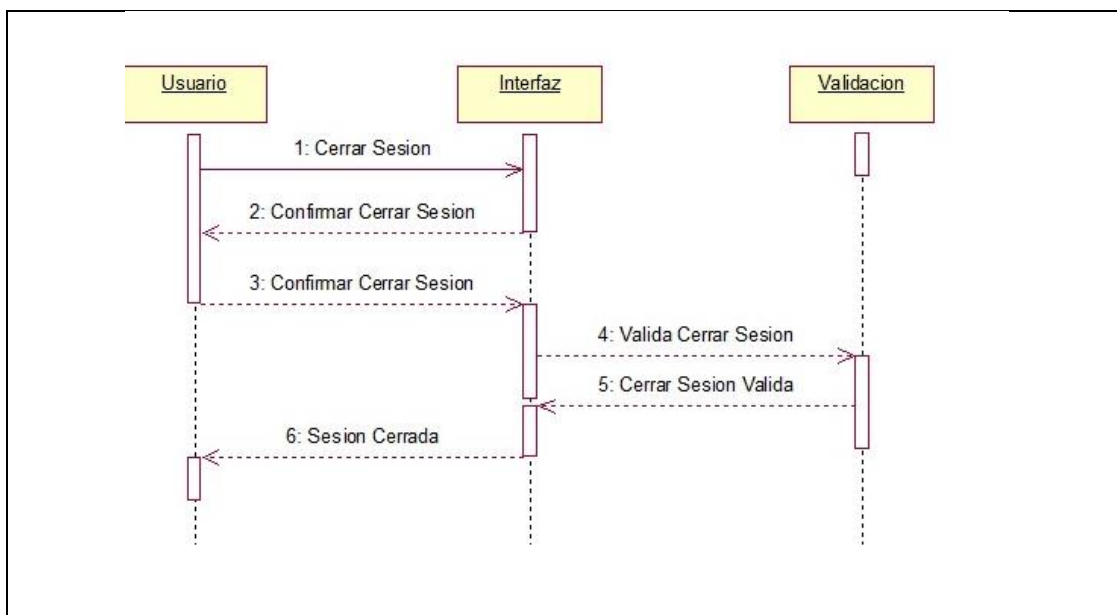 Usuario
Interfaz
Validacion
1: Cerrar Sesion
2: Confirmar Cerrar Sesion
3: Confirmar Cerrar Sesion
4: Valida Cerrar Sesion
5: Cerrar Sesion Valida
6: Sesion Cerrada